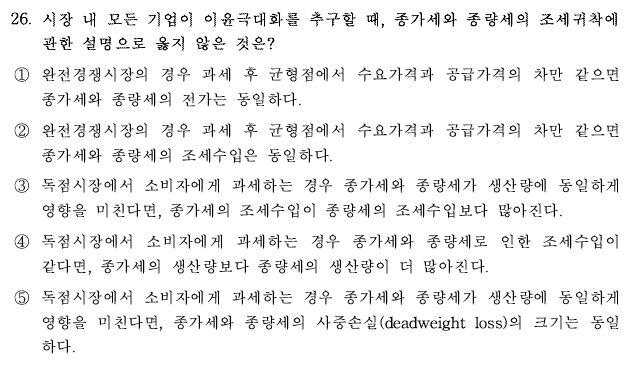 26. 시장 내 모든 기업이 이윤극대화를 추구할 때, 종가세와 종량세의 조세귀착에
관한 설명으로 옳지 않은 것은?
① 완전경쟁시장의 경우 과세 후 균형점에서 수요가격과 공급가격의 차만 같으면
종가세와 종량세의 전가는 동일하다.
② 완전경쟁시장의 경우 과세 후 균형점에서 수요가격과 공급가격의 차만 같으면
종가세와 종량세의 조세수입은 동일하다.
③ 독점시장에서 소비자에게 과세하는 경우 종가세와 종량세가 생산량에 동일하게
영향을 미친다면, 종가세의 조세수입이 종량세의 조세수입보다 많아진다.
④ 독점시장에서 소비자에게 과세하는 경우 종가세와 종량세로 인한 조세수입이
같다면, 종가세의 생산량보다 종량세의 생산량이 더 많아진다.
⑤ 독점시장에서 소비자에게 과세하는 경우 종가세와 종량세가 생산량에 동일하게
영향을 미친다면, 종가세와 종량세의 사중손실(deadweight loss)의 크기는 동일
하다.